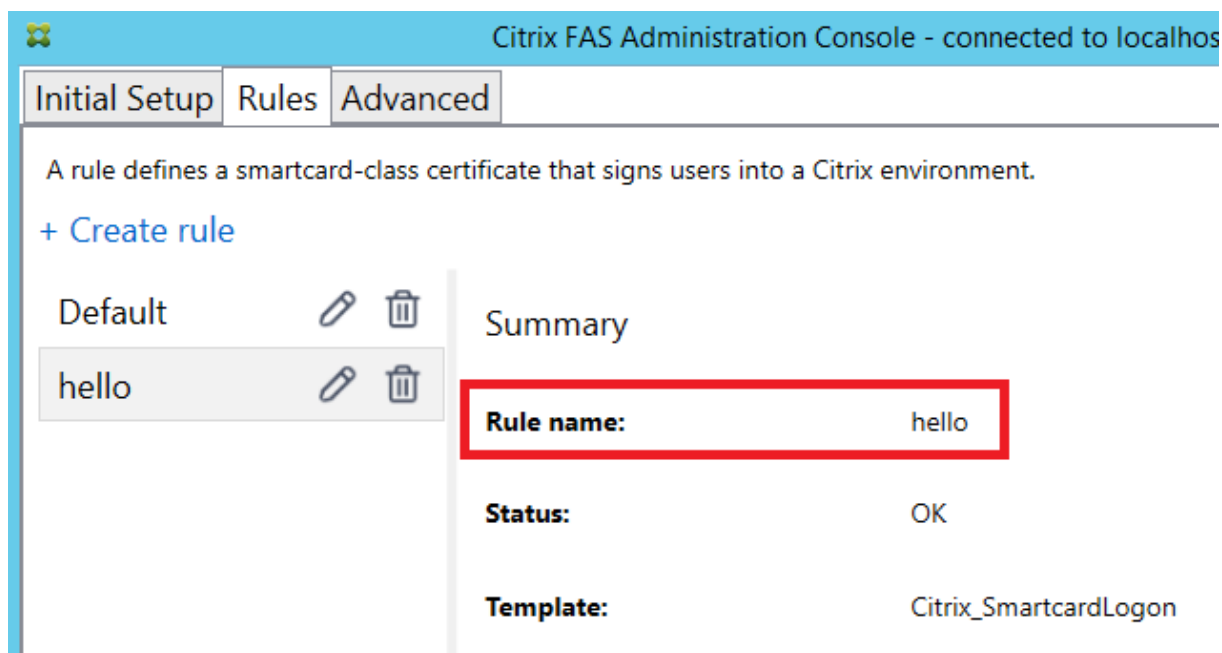 Citrix FAS Administration Console - connected to localhos
Initial Setup Rules Advanced
A rule defines a smartcard-class certificate that signs users into a Citrix environment.
+ Create rule
Default
hello
Summary
Rule name: hello
Status: OK
Template: Citrix_SmartcardLogon